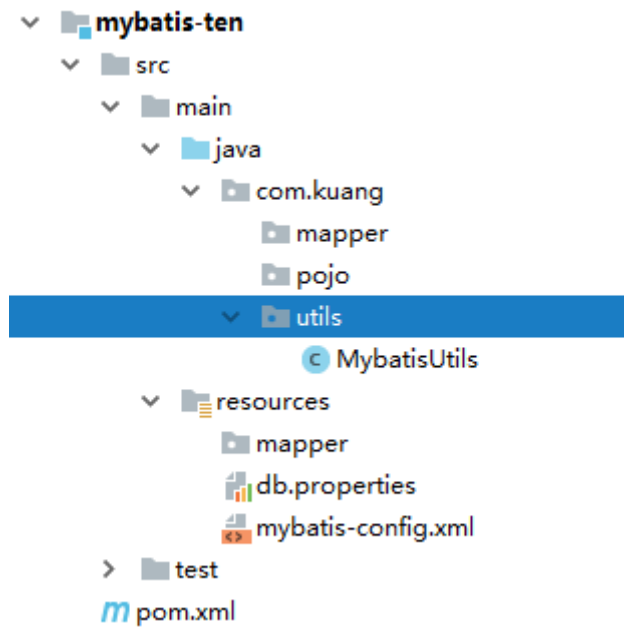 mybatis-ten
src
main
java
com.kuang
mapper
pojo
utils
C MybatisUtils
resources
mapper
db.properties
<> mybatis-config.xml
test
m pom.xml